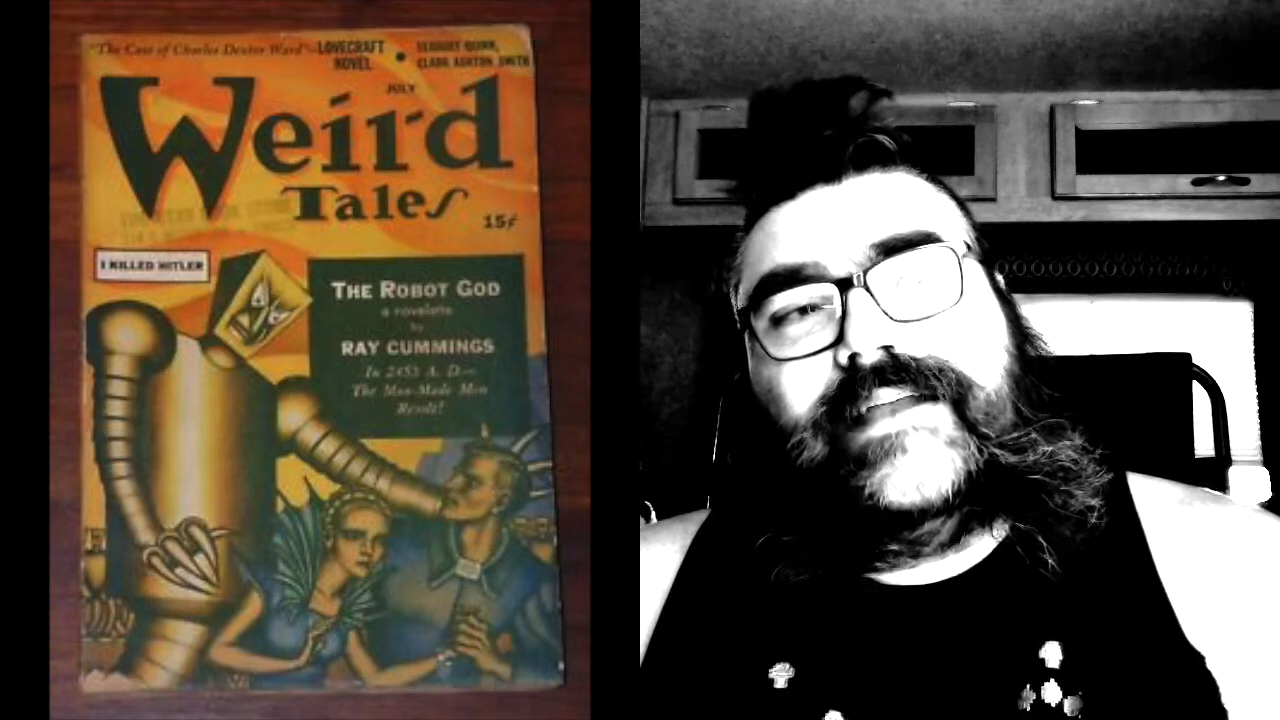 "The Case of Charles Dexter Ward"—LOVECRAFT NOVEL
SEABURY QUINN,
CLARK ASHTON SMITH
JULY
Weird
Tales
15¢
I KILLED HITLER
THE ROBOT GOD
a novelette
by
RAY CUMMINGS
In 2453 A. D.—
The Man-Made Men
Revolt!